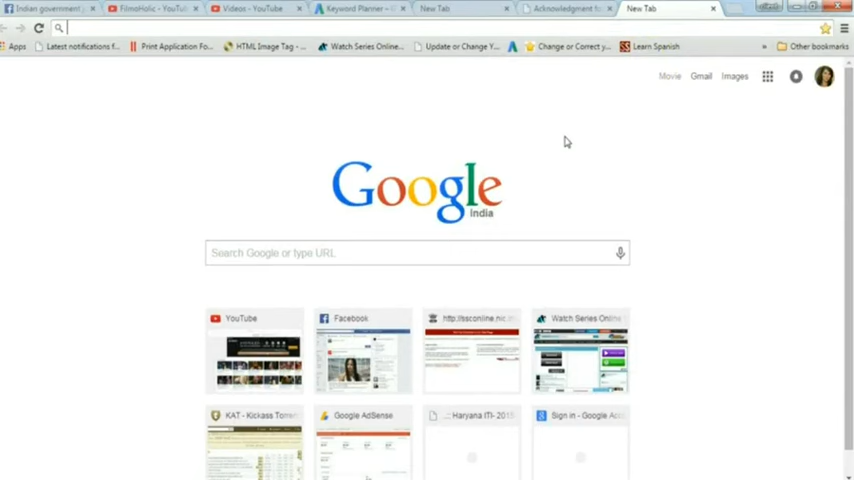 Indian government
FilmoHolic - YouTu
Videos - YouTube
Keyword Planner –
New Tab
Acknowledgment fo
New Tab
Apps
Latest notifications f...
Print Application Fo...
HTML Image Tag - ...
Watch Series Online...
Update or Change Y...
Change or Correct y...
Learn Spanish
»
Other bookmarks
Movie Gmail Images
Google
India
Search Google or type URL
YouTube
Facebook
http://ssconline.nic.in
Watch Series Online
KAT - Kickass Torren
Google AdSense
.:: Haryana ITI- 2015
Sign in - Google Ad